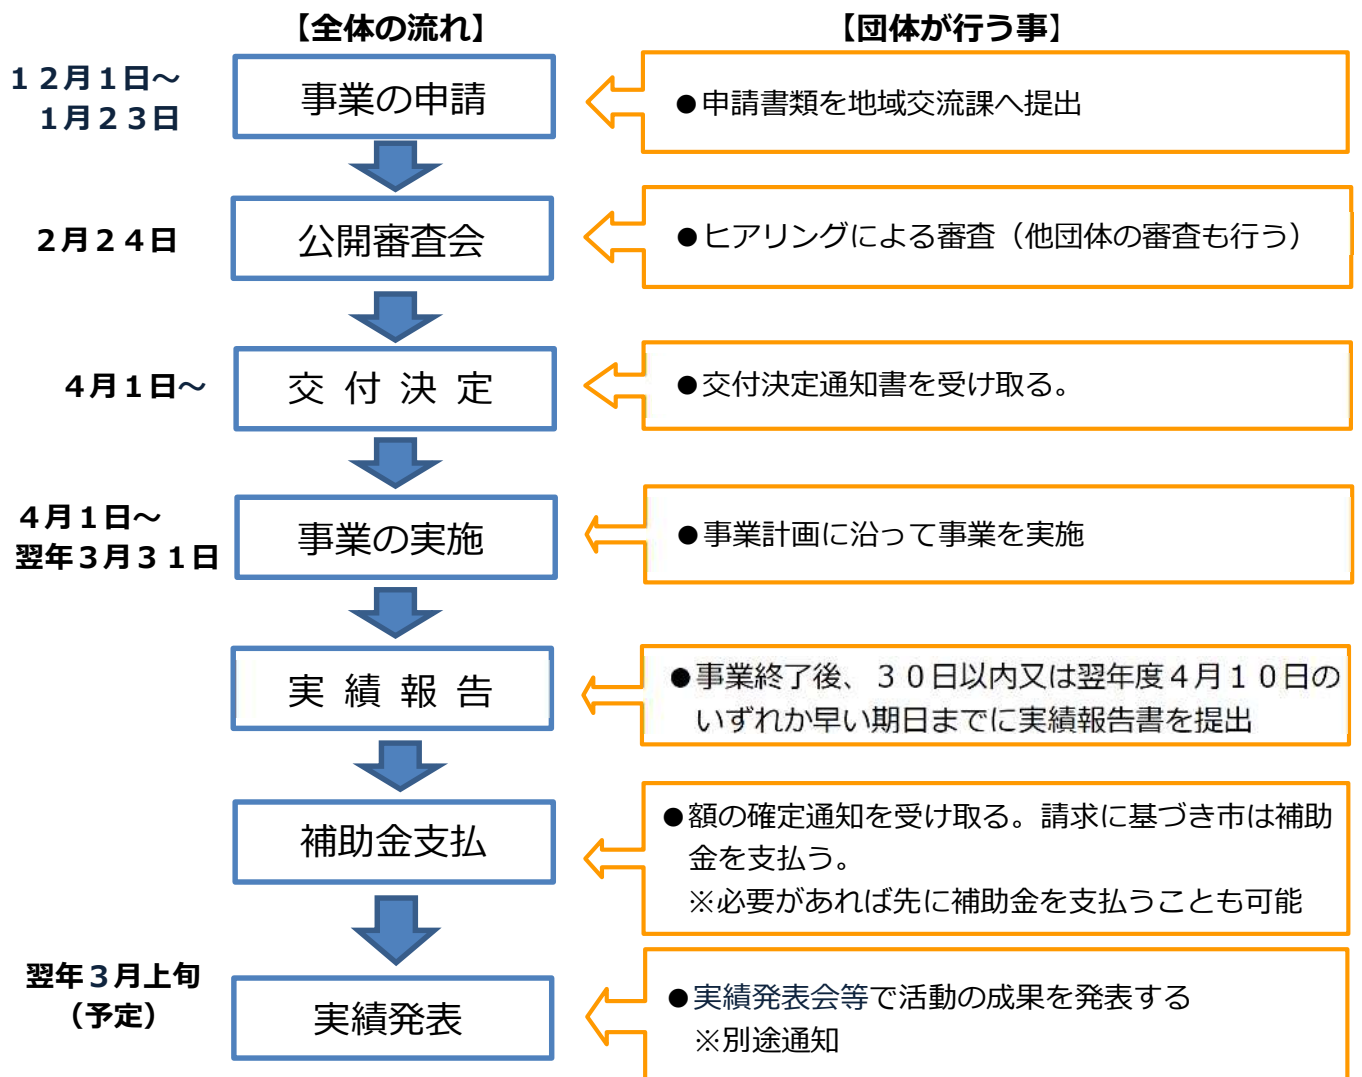 【全体の流れ】
【団体が行う事】
１２月１日～
１月２３日
事業の申請
●申請書類を地域交流課へ提出
２月２４日
公開審査会
●ヒアリングによる審査（他団体の審査も行う）
４月１日～
交 付 決 定
●交付決定通知書を受け取る。
４月１日～
翌年３月３１日
事業の実施
●事業計画に沿って事業を実施
実 績 報 告
●事業終了後、３０日以内又は翌年度４月１０日の
いずれか早い期日までに実績報告書を提出
補助金支払
●額の確定通知を受け取る。請求に基づき市は補助
金を支払う。
※必要があれば先に補助金を支払うことも可能
翌年３月上旬
（予定）
実績発表
●実績発表会等で活動の成果を発表する
※別途通知